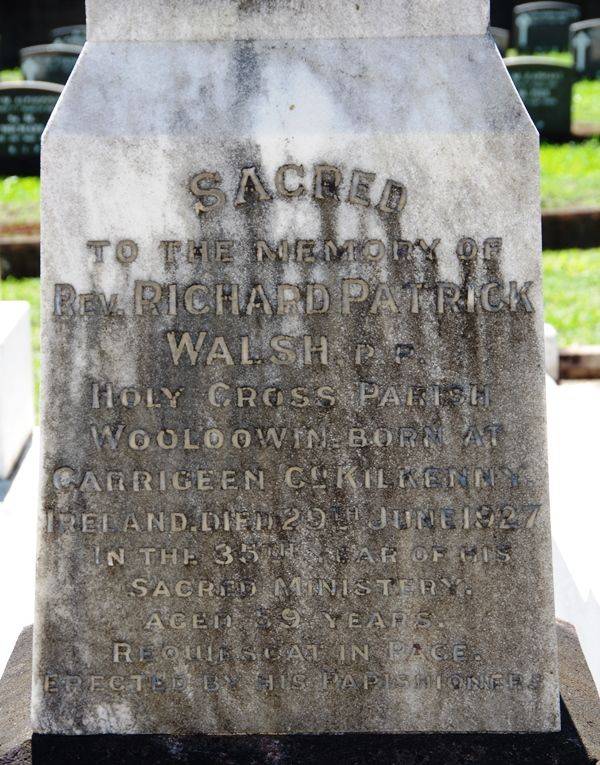 SACRED
TO THE MEMORY OF
REV. RICHARD PATRICK
WALSH P.P.
HOLY CROSS PARISH
WOOLOOWIN. BORN AT
CARRIGEEN CO KILKENNY.
IRELAND. DIED 29TH JUNE 1927
IN THE 35TH YEAR OF HIS
SACRED MINISTERY.
AGED 59 YEARS.
REQUIESCAT IN PACE.
ERECTED BY HIS PARISHIONERS